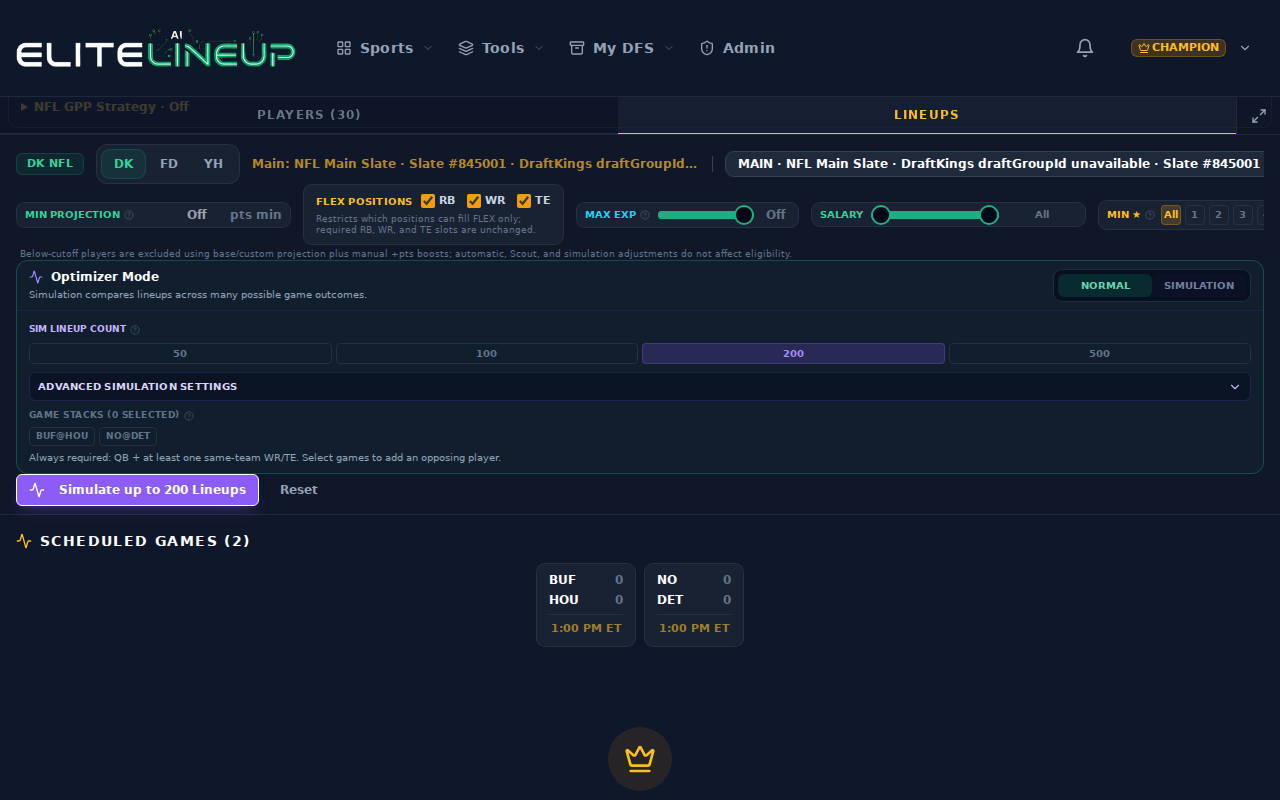 ELITE LINEUP AI
Sports
Tools
My DFS
Admin
CHAMPION
NFL GPP Strategy · Off
PLAYERS (30)
LINEUPS
DK NFL
DK FD YH
Main: NFL Main Slate · Slate #845001 · DraftKings draftGroupId...
MAIN · NFL Main Slate · DraftKings draftGroupId unavailable · Slate #845001
MIN PROJECTION Off pts min
FLEX POSITIONS RB WR TE
Restricts which positions can fill FLEX only;
required RB, WR, and TE slots are unchanged.
MAX EXP Off
SALARY All
MIN ★ All 1 2 3
Below-cutoff players are excluded using base/custom projection plus manual +pts boosts; automatic, Scout, and simulation adjustments do not affect eligibility.
Optimizer Mode
Simulation compares lineups across many possible game outcomes.
NORMAL SIMULATION
SIM LINEUP COUNT
50 100 200 500
ADVANCED SIMULATION SETTINGS
GAME STACKS (0 SELECTED)
BUF@HOU NO@DET
Always required: QB + at least one same-team WR/TE. Select games to add an opposing player.
Simulate up to 200 Lineups
Reset
SCHEDULED GAMES (2)
BUF 0
HOU 0
1:00 PM ET
NO 0
DET 0
1:00 PM ET